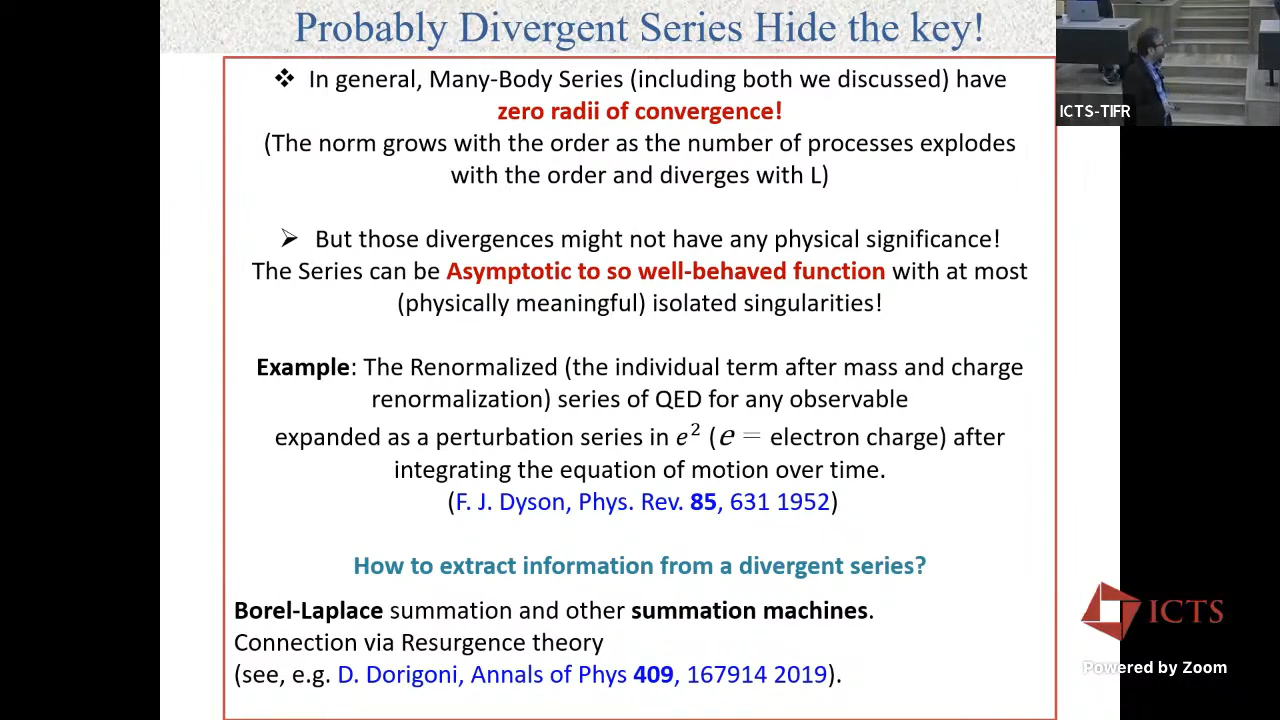 Probably Divergent Series Hide the key!
❖ In general, Many-Body Series (including both we discussed) have
zero radii of convergence!
(The norm grows with the order as the number of processes explodes
with the order and diverges with L)
➢ But those divergences might not have any physical significance!
The Series can be Asymptotic to so well-behaved function with at most
(physically meaningful) isolated singularities!
Example: The Renormalized (the individual term after mass and charge
renormalization) series of QED for any observable
expanded as a perturbation series in e² (e = electron charge) after
integrating the equation of motion over time.
(F. J. Dyson, Phys. Rev. 85, 631 1952)
How to extract information from a divergent series?
Borel-Laplace summation and other summation machines.
Connection via Resurgence theory
(see, e.g. D. Dorigoni, Annals of Phys 409, 167914 2019).
ICTS-TIFR
ICTS
Powered by Zoom